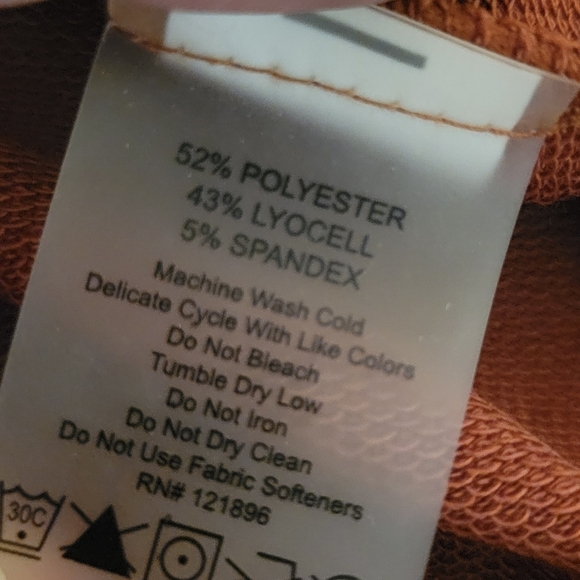 52% POLYESTER
43% LYOCELL
5% SPANDEX
Machine Wash Cold
Delicate Cycle With Like Colors
Do Not Bleach
Tumble Dry Low
Do Not Iron
Do Not Dry Clean
Do Not Use Fabric Softeners
RN# 121896
30C